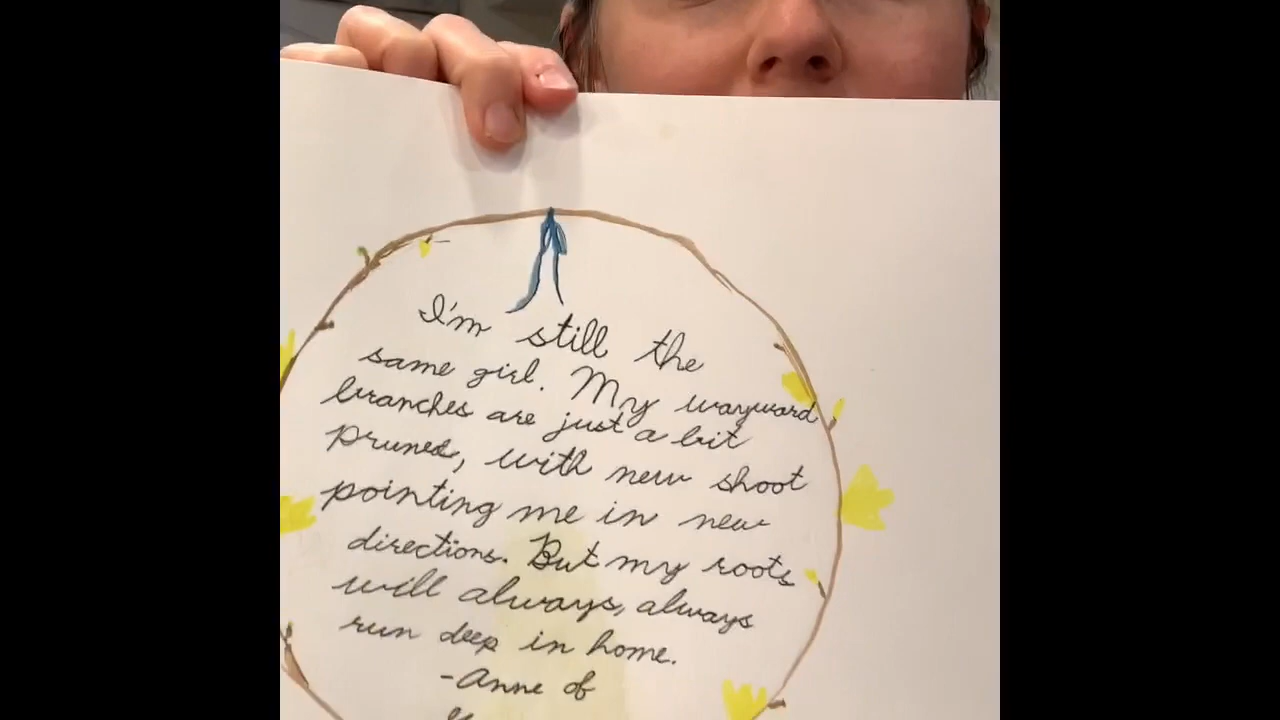 I'm still the
same girl. My wayward
branches are just a bit
pruned, with new shoot
pointing me in new
directions. But my roots
will always, always
run deep in home.
-Anne of